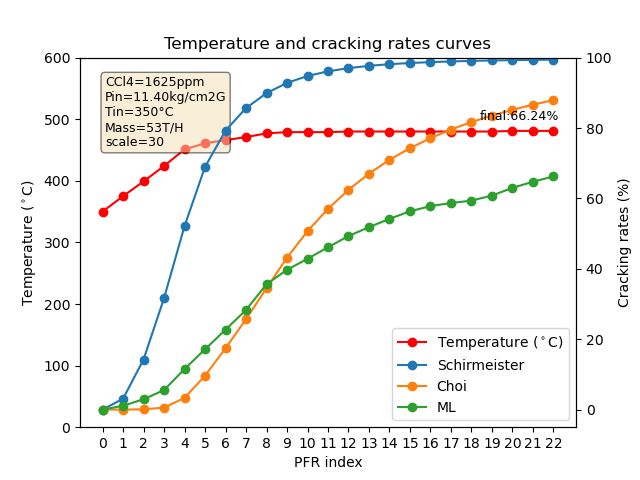 Temperature and cracking rates curves
CCl4=1625ppm
Pin=11.40kg/cm2G
Tin=350°C
Mass=53T/H
scale=30
final:66.24%
Temperature (°C)
600
500
400
300
200
100
0
100
80
60
40
20
0
Cracking rates (%)
Temperature (°C)
Schirmeister
Choi
ML
0 1 2 3 4 5 6 7 8 9 10 11 12 13 14 15 16 17 18 19 20 21 22
PFR index